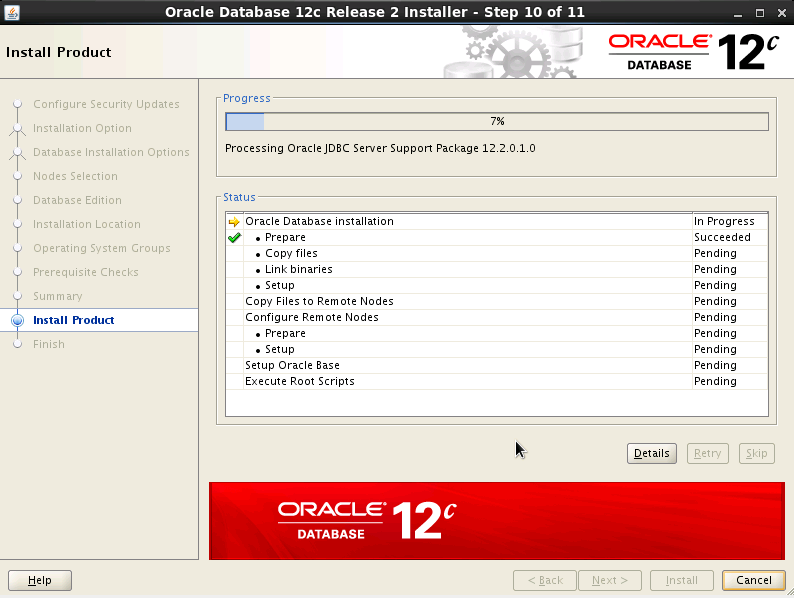 Oracle Database 12c Release 2 Installer - Step 10 of 11
Install Product
ORACLE
DATABASE 12c
Configure Security Updates
Installation Option
Database Installation Options
Nodes Selection
Database Edition
Installation Location
Operating System Groups
Prerequisite Checks
Summary
Install Product
Finish
Progress
7%
Processing Oracle JDBC Server Support Package 12.2.0.1.0
Status
Oracle Database installation In Progress
• Prepare Succeeded
• Copy files Pending
• Link binaries Pending
• Setup Pending
Copy Files to Remote Nodes Pending
Configure Remote Nodes Pending
• Prepare Pending
• Setup Pending
Setup Oracle Base Pending
Execute Root Scripts Pending
Details Retry Skip
ORACLE
DATABASE 12c
Help < Back Next > Install Cancel